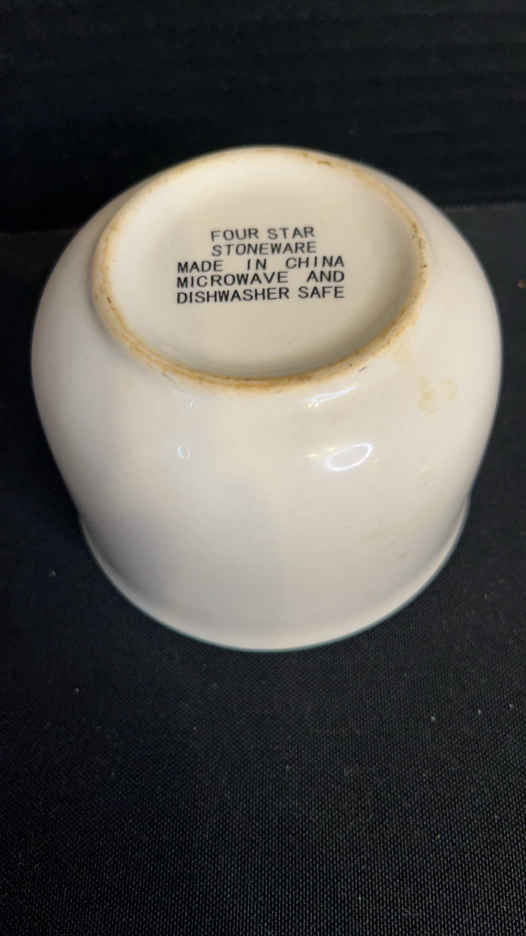 FOUR STAR
STONEWARE
MADE IN CHINA
MICROWAVE AND
DISHWASHER SAFE